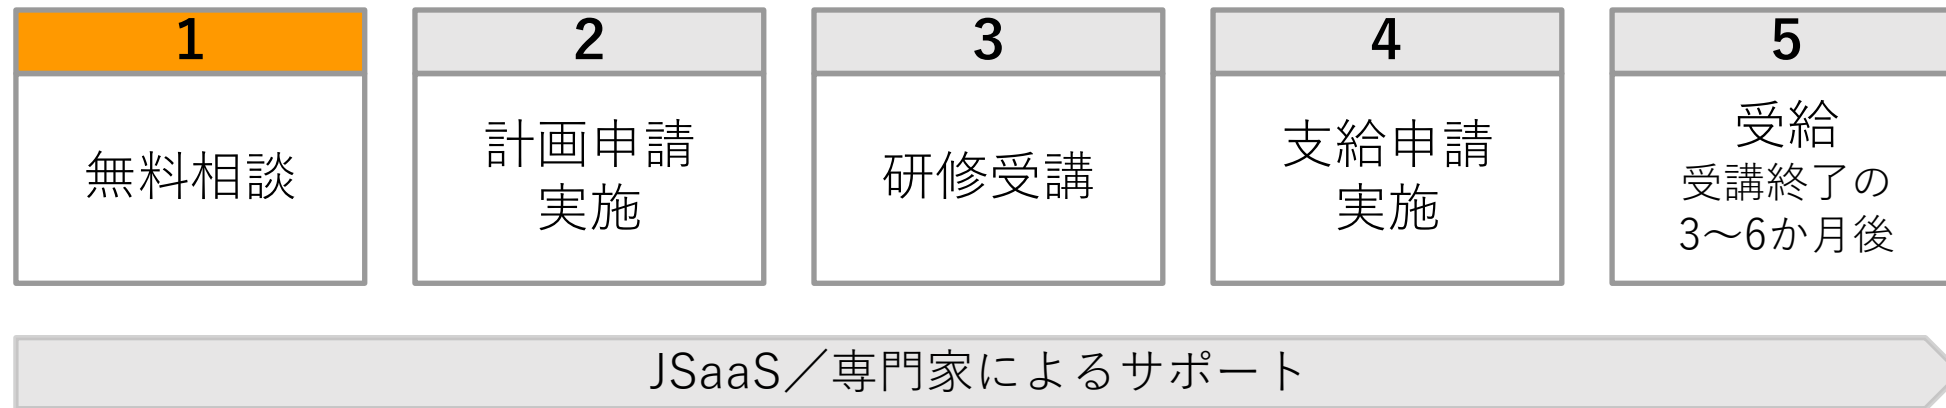 1
無料相談
2
計画申請
実施
3
研修受講
4
支給申請
実施
5
受給
受講終了の
3～6か月後
JSaaS／専門家によるサポート